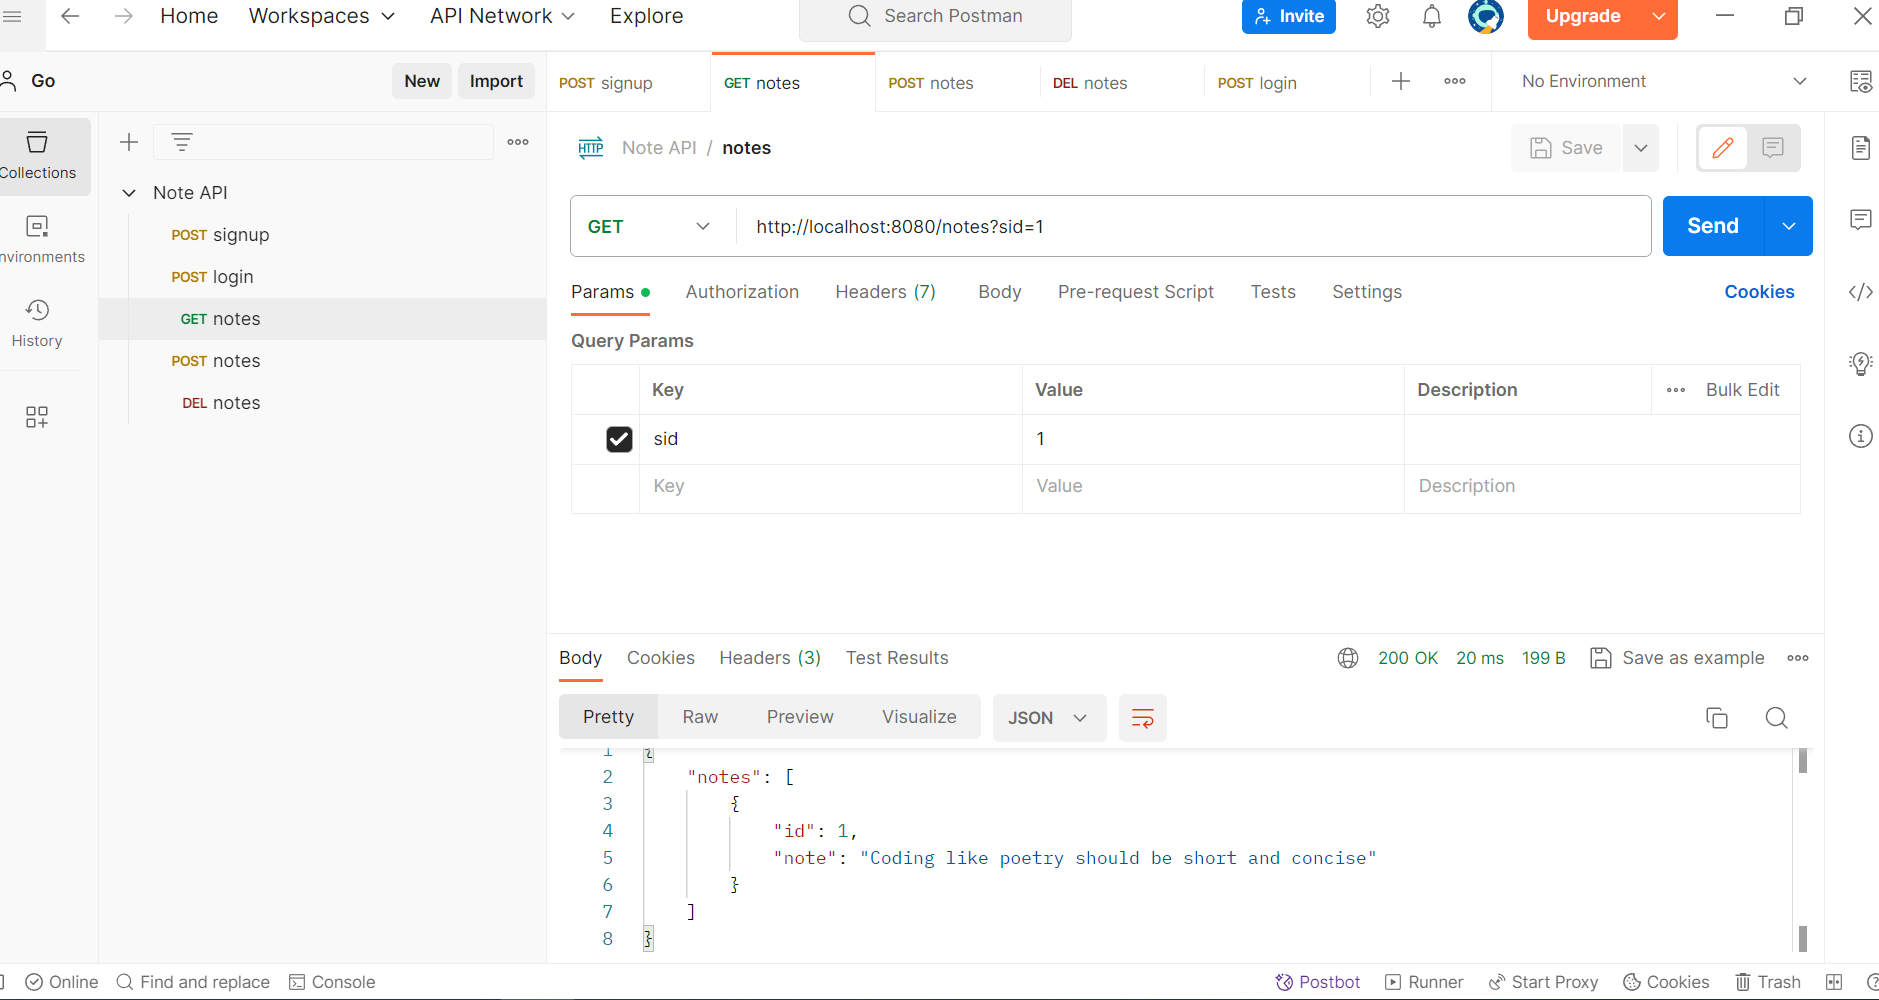 Home Workspaces API Network Explore Search Postman Invite Upgrade
Go New Import
POST signup GET notes POST notes DEL notes POST login No Environment
Collections
nvironments
History
Note API
POST signup
POST login
GET notes
POST notes
DEL notes
HTTP Note API / notes Save
GET http://localhost:8080/notes?sid=1 Send
Params Authorization Headers (7) Body Pre-request Script Tests Settings Cookies
Query Params
Key Value Description Bulk Edit
sid 1
Key Value Description
Body Cookies Headers (3) Test Results 200 OK 20 ms 199 B Save as example
Pretty Raw Preview Visualize JSON
1 {
2 "notes": [
3 {
4 "id": 1,
5 "note": "Coding like poetry should be short and concise"
6 }
7 ]
8 }
Online Find and replace Console Postbot Runner Start Proxy Cookies Trash